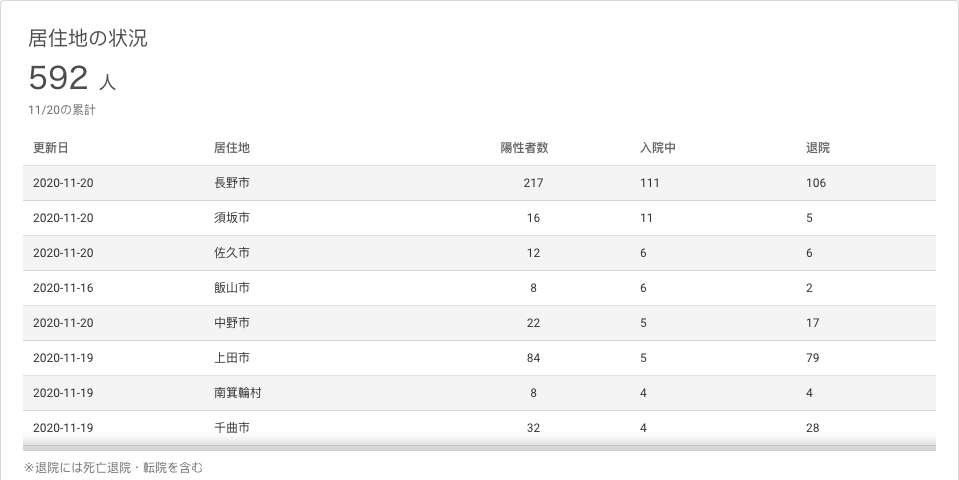 居住地の状況
592 人
11/20の累計
更新日 居住地 陽性者数 入院中 退院
2020-11-20 長野市 217 111 106
2020-11-20 須坂市 16 11 5
2020-11-20 佐久市 12 6 6
2020-11-16 飯山市 8 6 2
2020-11-20 中野市 22 5 17
2020-11-19 上田市 84 5 79
2020-11-19 南箕輪村 8 4 4
2020-11-19 千曲市 32 4 28
※退院には死亡退院・転院を含む